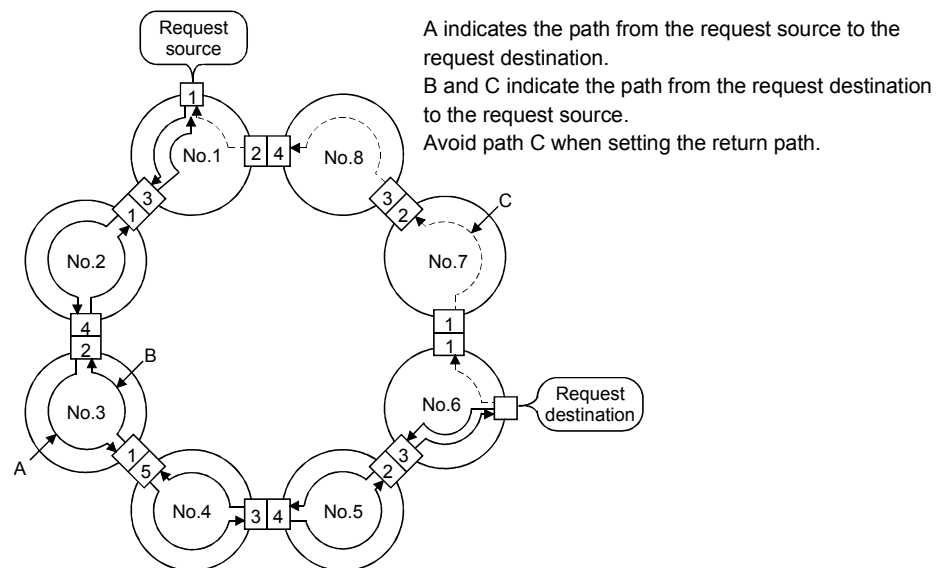 Request
source
A indicates the path from the request source to the
request destination.
B and C indicate the path from the request destination
to the request source.
Avoid path C when setting the return path.
1
No.1
2 4
No.8
3
1
3
2
C
No.2
No.7
4
2
1
1
B
No.3
No.6
Request
destination
A
1
5
3
2
No.4
3 4
No.5